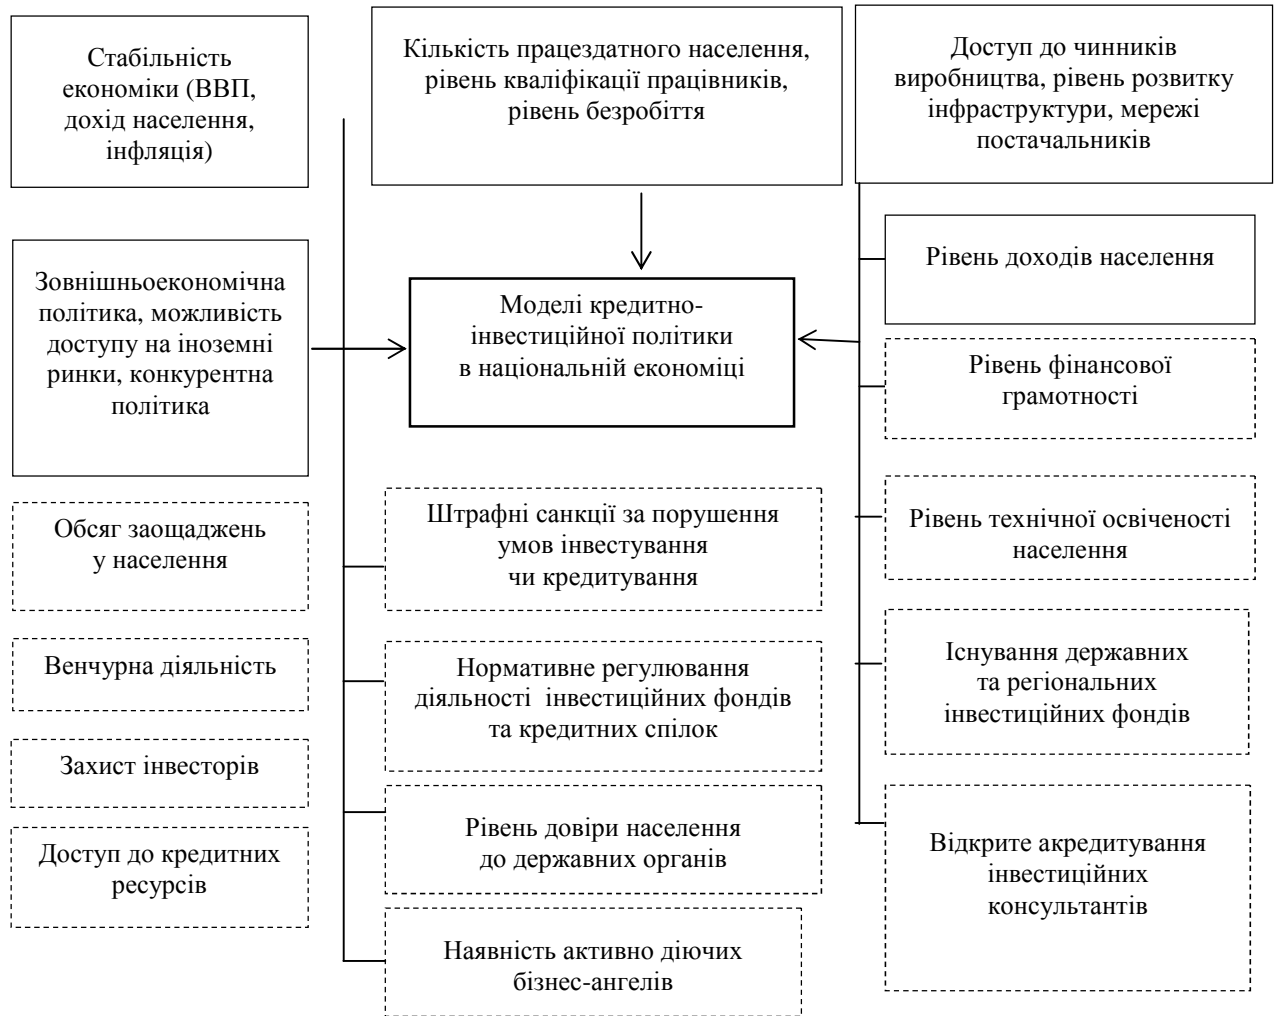 Стабільність
економіки (ВВП,
дохід населення,
інфляція)
Кількість працездатного населення,
рівень кваліфікації працівників,
рівень безробіття
Доступ до чинників
виробництва, рівень розвитку
інфраструктури, мережі
постачальників
Зовнішньоекономічна
політика, можливість
доступу на іноземні
ринки, конкурентна
політика
Моделі кредитно-
інвестиційної політики
в національній економіці
Рівень доходів населення
Рівень фінансової
грамотності
Обсяг заощаджень
у населення
Штрафні санкції за порушення
умов інвестування
чи кредитування
Рівень технічної освіченості
населення
Венчурна діяльність
Нормативне регулювання
діяльності  інвестиційних фондів
та кредитних спілок
Існування державних
та регіональних
інвестиційних фондів
Захист інвесторів
Рівень довіри населення
до державних органів
Доступ до кредитних
ресурсів
Відкрите акредитування
інвестиційних
консультантів
Наявність активно діючих
бізнес-ангелів